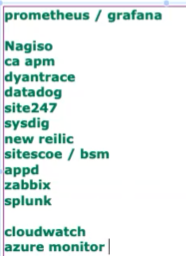 prometheus / grafana
Nagiso
ca apm
dyantrace
datadog
site247
sysdig
new reilic
sitescoe / bsm
appd
zabbix
splunk
cloudwatch
azure monitor